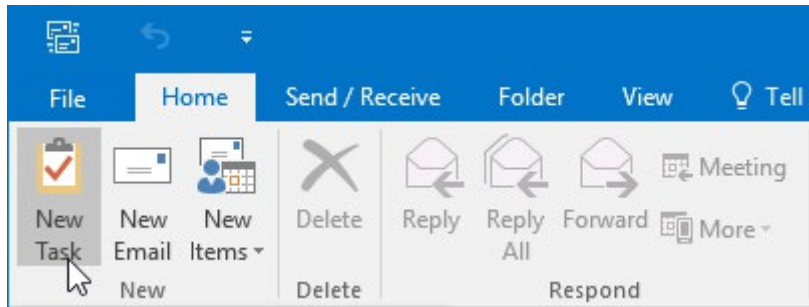 File Home Send / Receive Folder View Tell
New Task
New Email
New Items
Delete
Reply
Reply All
Forward
Meeting
More
New Delete Respond